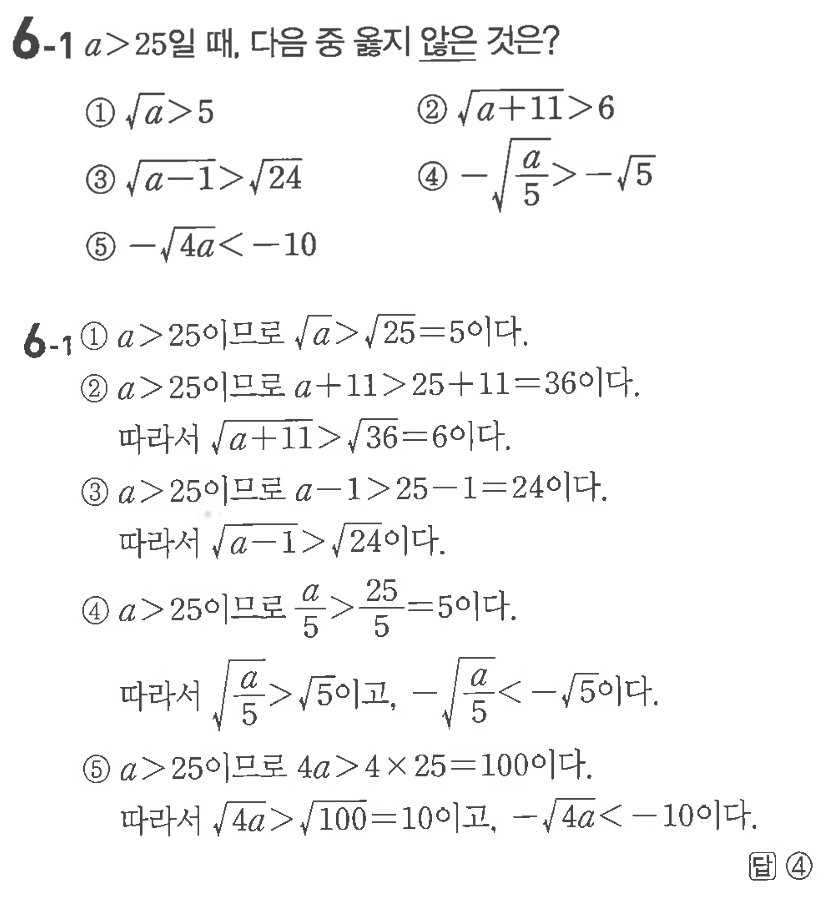 6-1 a>25일 때, 다음 중 옳지 않은 것은?
① √a>5 ② √(a+11)>6
③ √(a-1)>√24 ④ -√(a/5)>-√5
⑤ -√(4a)<-10
6-1 ① a>25이므로 √a>√25=5이다.
② a>25이므로 a+11>25+11=36이다.
따라서 √(a+11)>√36=6이다.
③ a>25이므로 a-1>25-1=24이다.
따라서 √(a-1)>√24이다.
④ a>25이므로 a/5>25/5=5이다.
따라서 √(a/5)>√5이고, -√(a/5)<-√5이다.
⑤ a>25이므로 4a>4×25=100이다.
따라서 √(4a)>√100=10이고, -√(4a)<-10이다.
답 ④